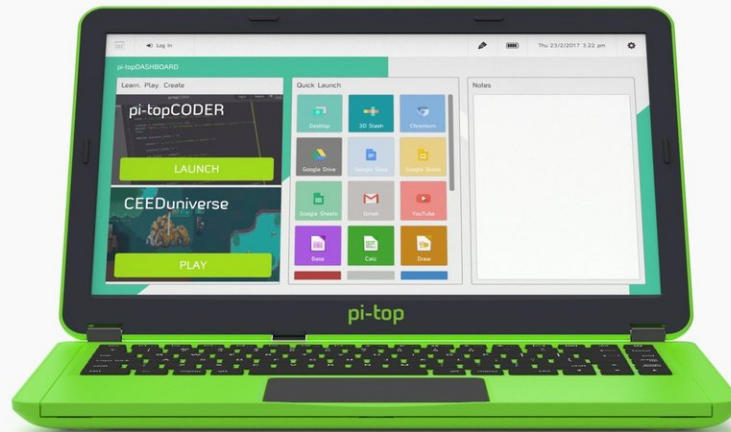 Log In
Thu 23/2/2017 3:22 pm
pi-topDASHBOARD
Learn. Play. Create
pi-topCODER
LAUNCH
CEEDuniverse
PLAY
Quick Launch
Desktop
3D Slash
Chromium
Google Drive
Google Docs
Google Slides
Google Sheets
Gmail
YouTube
Base
Calc
Draw
Notes
pi-top